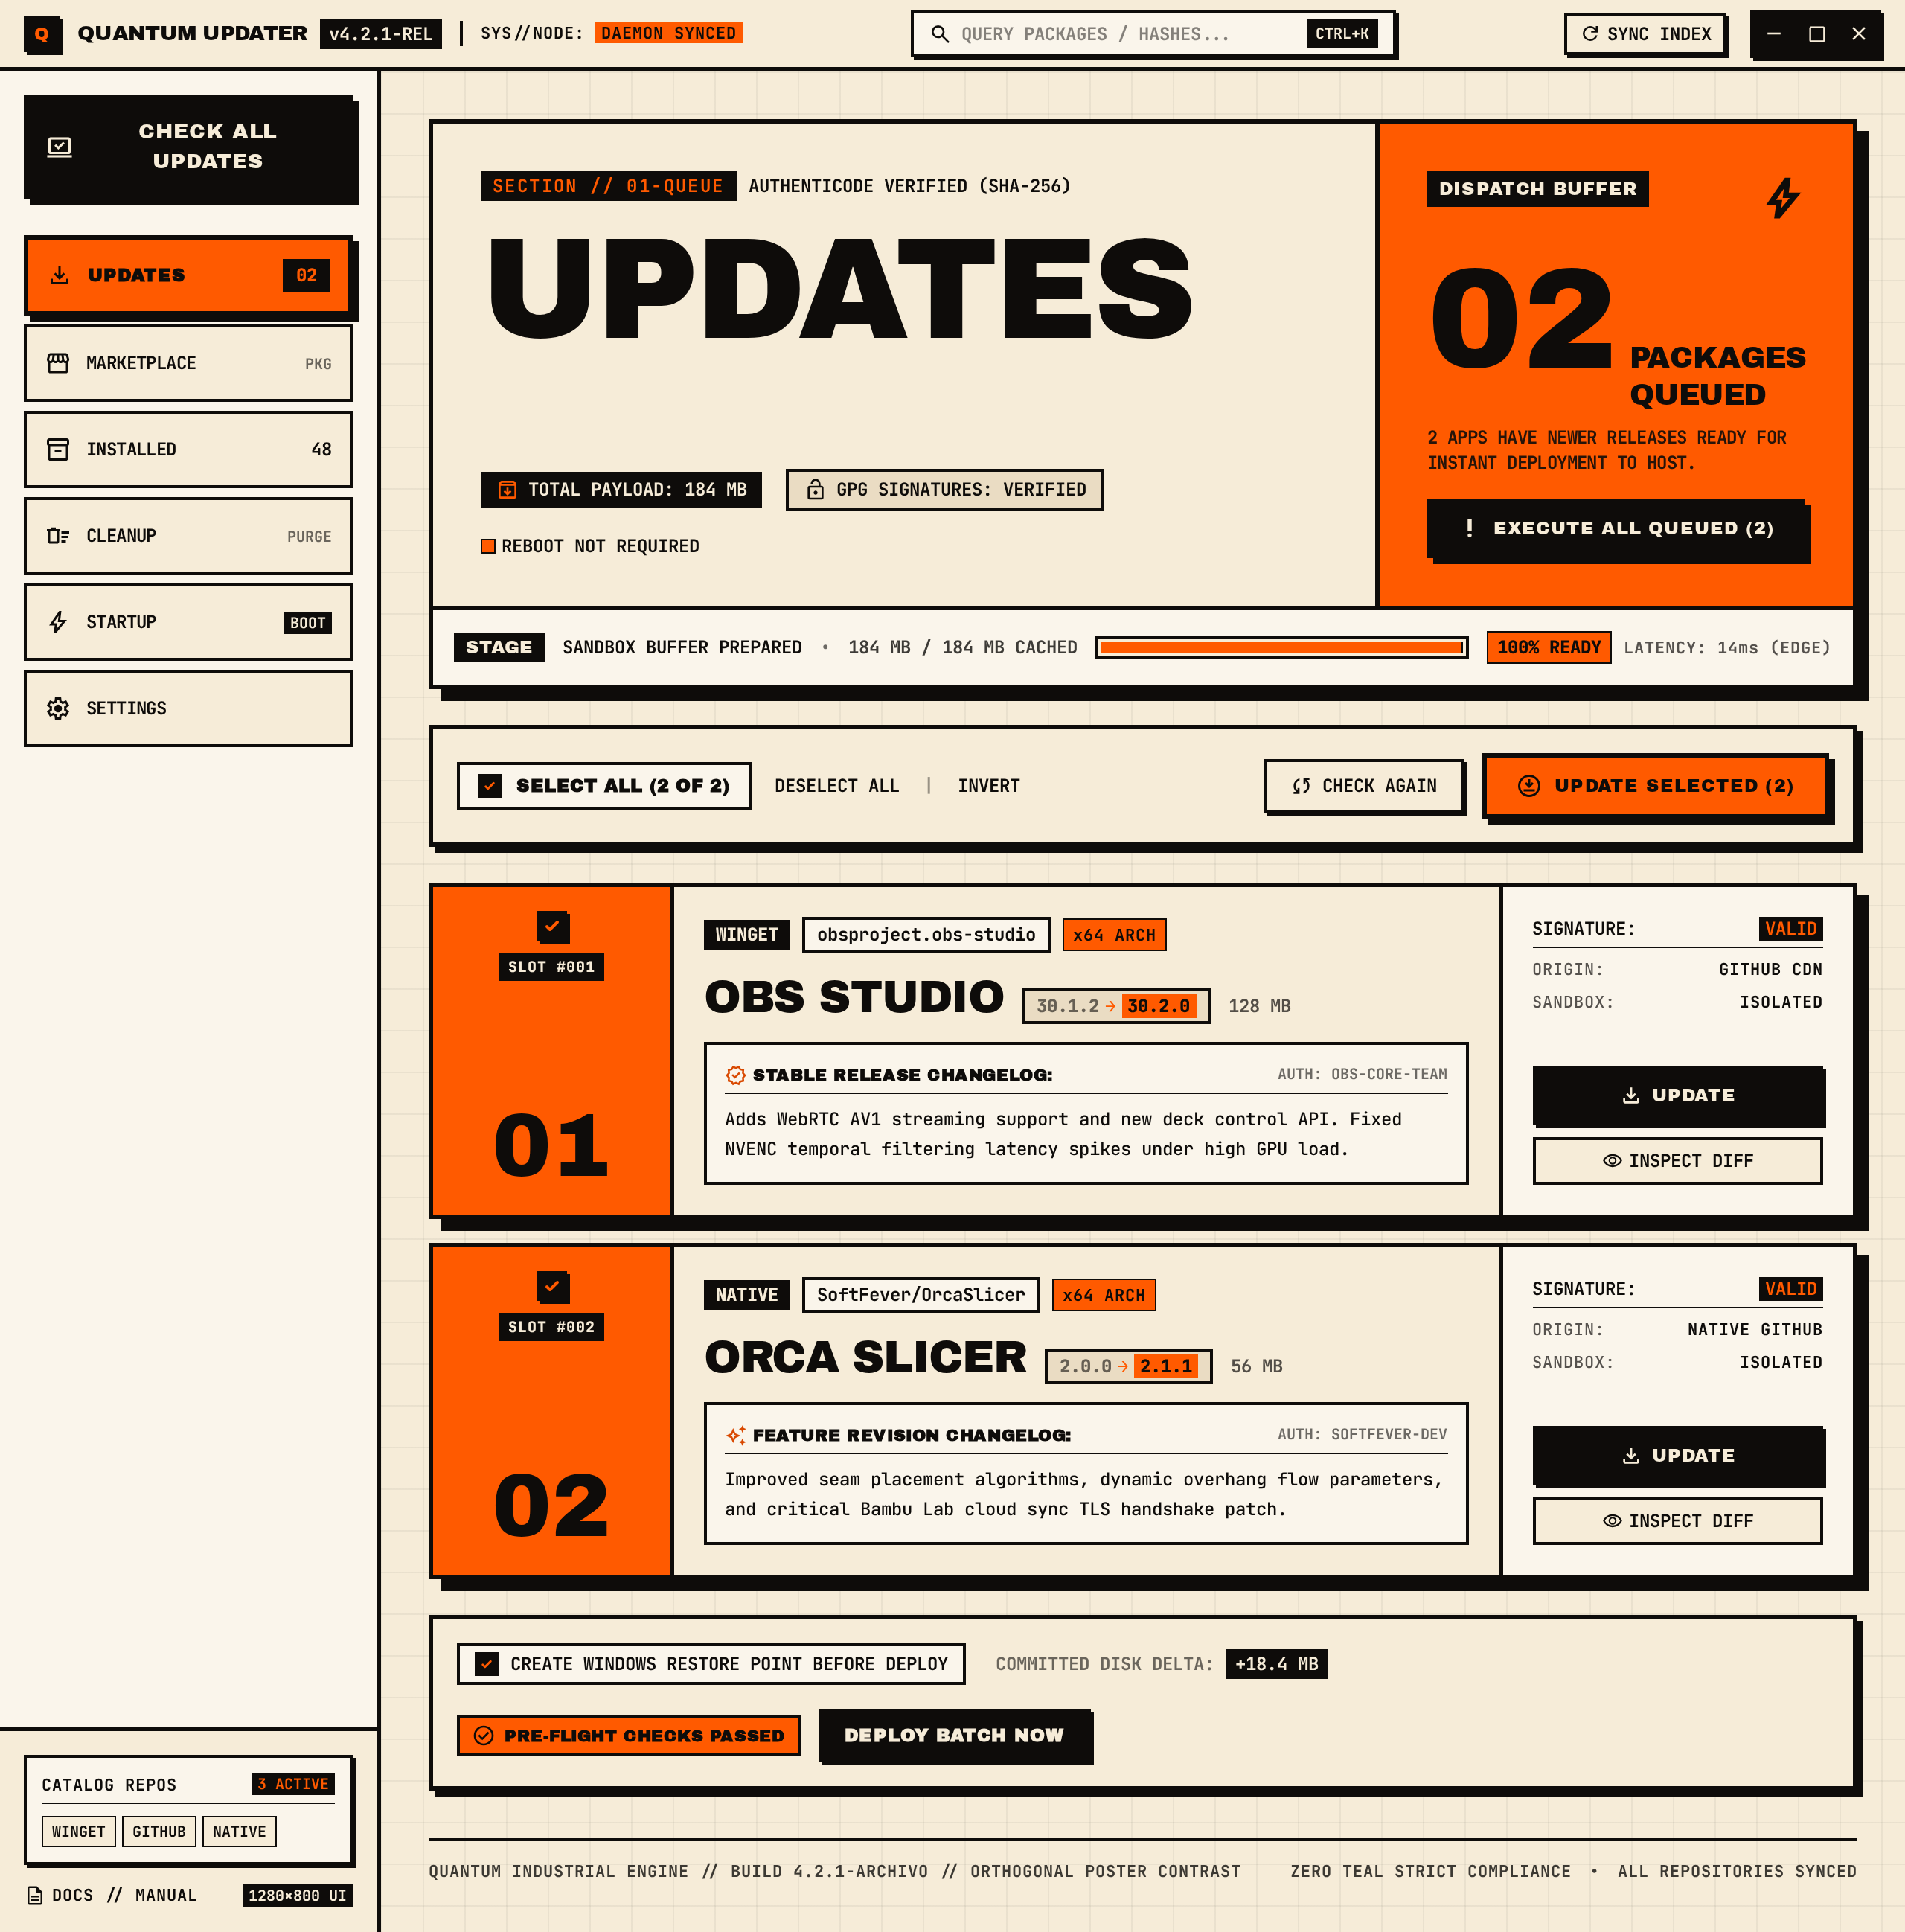 Q QUANTUM UPDATER v4.2.1-REL SYS//NODE: DAEMON SYNCED QUERY PACKAGES / HASHES... CTRL+K SYNC INDEX
CHECK ALL
UPDATES
UPDATES 02
MARKETPLACE PKG
INSTALLED 48
CLEANUP PURGE
STARTUP BOOT
SETTINGS
CATALOG REPOS 3 ACTIVE
WINGET GITHUB NATIVE
DOCS // MANUAL 1280×800 UI
SECTION // 01-QUEUE AUTHENTICODE VERIFIED (SHA-256)
UPDATES
TOTAL PAYLOAD: 184 MB GPG SIGNATURES: VERIFIED
REBOOT NOT REQUIRED
DISPATCH BUFFER
02 PACKAGES
QUEUED
2 APPS HAVE NEWER RELEASES READY FOR
INSTANT DEPLOYMENT TO HOST.
! EXECUTE ALL QUEUED (2)
STAGE SANDBOX BUFFER PREPARED • 184 MB / 184 MB CACHED 100% READY LATENCY: 14ms (EDGE)
SELECT ALL (2 OF 2) DESELECT ALL | INVERT CHECK AGAIN UPDATE SELECTED (2)
SLOT #001
01
WINGET obsproject.obs-studio x64 ARCH
OBS STUDIO 30.1.2 → 30.2.0 128 MB
STABLE RELEASE CHANGELOG: AUTH: OBS-CORE-TEAM
Adds WebRTC AV1 streaming support and new deck control API. Fixed
NVENC temporal filtering latency spikes under high GPU load.
SIGNATURE: VALID
ORIGIN: GITHUB CDN
SANDBOX: ISOLATED
UPDATE
INSPECT DIFF
SLOT #002
02
NATIVE SoftFever/OrcaSlicer x64 ARCH
ORCA SLICER 2.0.0 → 2.1.1 56 MB
FEATURE REVISION CHANGELOG: AUTH: SOFTFEVER-DEV
Improved seam placement algorithms, dynamic overhang flow parameters,
and critical Bambu Lab cloud sync TLS handshake patch.
SIGNATURE: VALID
ORIGIN: NATIVE GITHUB
SANDBOX: ISOLATED
UPDATE
INSPECT DIFF
CREATE WINDOWS RESTORE POINT BEFORE DEPLOY COMMITTED DISK DELTA: +18.4 MB
PRE-FLIGHT CHECKS PASSED DEPLOY BATCH NOW
QUANTUM INDUSTRIAL ENGINE // BUILD 4.2.1-ARCHIVO // ORTHOGONAL POSTER CONTRAST ZERO TEAL STRICT COMPLIANCE • ALL REPOSITORIES SYNCED